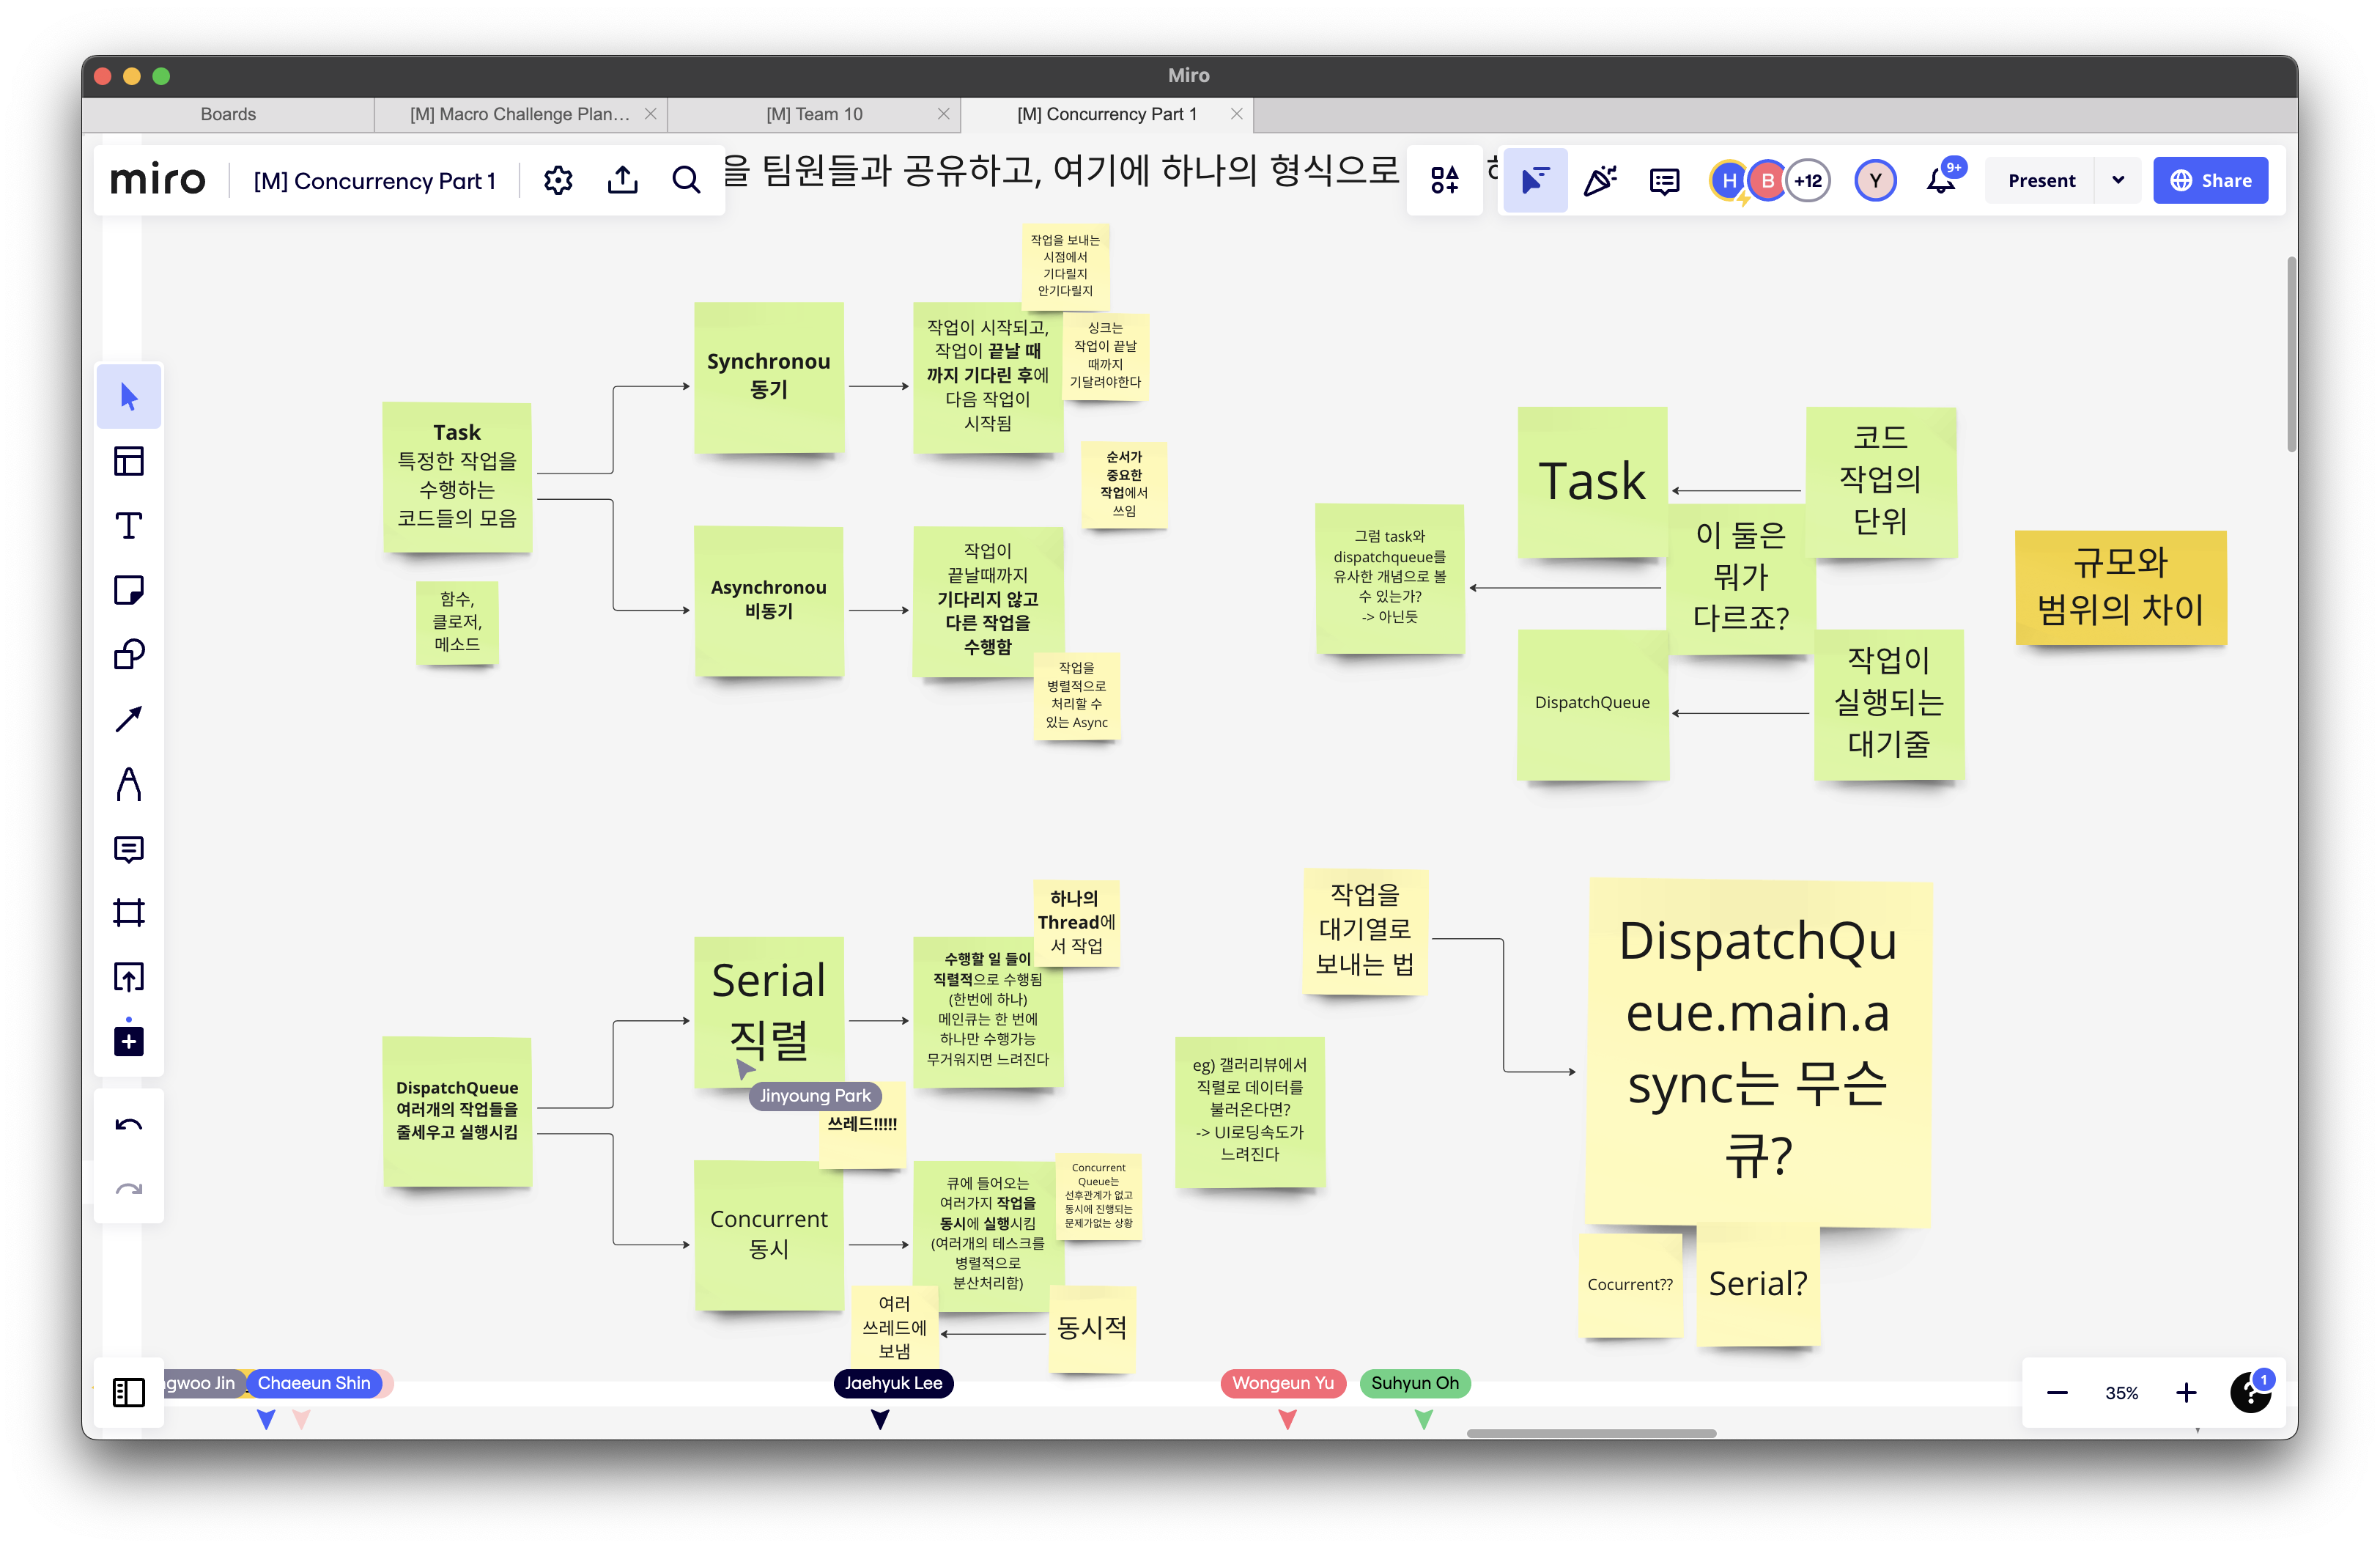 Miro
Boards
[M] Macro Challenge Plan...
[M] Team 10
[M] Concurrency Part 1
miro
[M] Concurrency Part 1
을 팀원들과 공유하고, 여기에 하나의 형식으로
H
B
+12
Y
9+
Present
Share
작업을 보내는
시점에서
기다릴지
안기다릴지
Synchronou
동기
작업이 시작되고,
작업이 끝날 때
까지 기다린 후에
다음 작업이
시작됨
싱크는
작업이 끝날
때까지
기달려야한다
Task
특정한 작업을
수행하는
코드들의 모음
순서가
중요한
작업에서
쓰임
함수,
클로저,
메소드
Asynchronou
비동기
작업이
끝날때까지
기다리지 않고
다른 작업을
수행함
작업을
병렬적으로
처리할 수
있는 Async
Task
코드
작업의
단위
그럼 task와
dispatchqueue를
유사한 개념으로 볼
수 있는가?
-> 아닌듯
이 둘은
뭐가
다르죠?
규모와
범위의 차이
DispatchQueue
작업이
실행되는
대기줄
하나의
Thread에
서 작업
Serial
직렬
수행할 일 들이
직렬적으로 수행됨
(한번에 하나)
메인큐는 한 번에
하나만 수행가능
무거워지면 느려진다
Jinyoung Park
쓰레드!!!!!
DispatchQueue
여러개의 작업들을
줄세우고 실행시킴
Concurrent
동시
큐에 들어오는
여러가지 작업을
동시에 실행시킴
(여러개의 테스크를
병렬적으로
분산처리함)
Concurrent
Queue는
선후관계가 없고
동시에 진행되는
문제가없는 상황
여러
쓰레드에
보냄
동시적
작업을
대기열로
보내는 법
eg) 갤러리뷰에서
직렬로 데이터를
불러온다면?
-> UI로딩속도가
느려진다
DispatchQu
eue.main.a
sync는 무슨
큐?
Cocurrent??
Serial?
ngwoo Jin
Chaeeun Shin
Jaehyuk Lee
Wongeun Yu
Suhyun Oh
35%
?
1